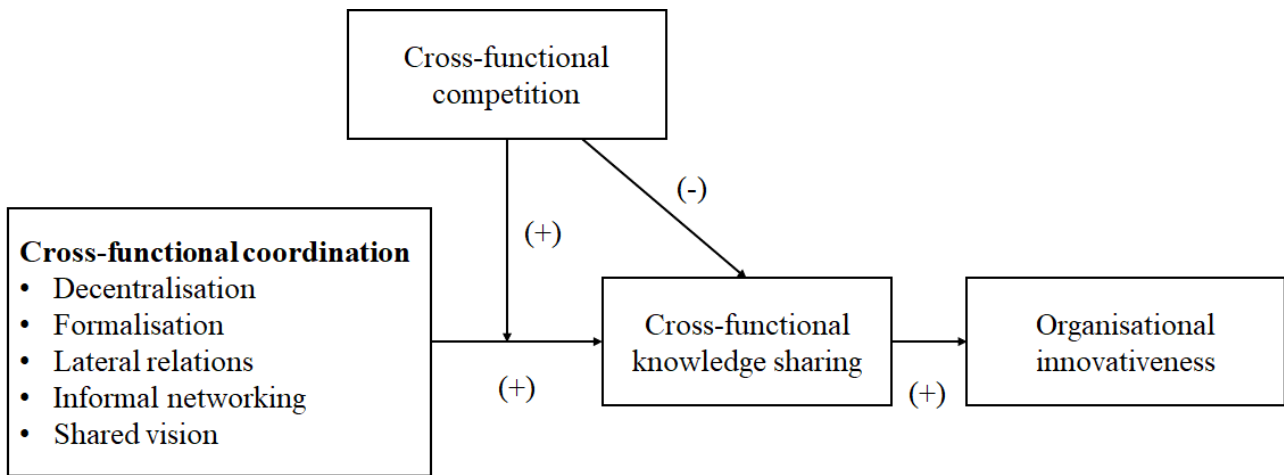 Cross-functional
competition
(-)
(+)
Cross-functional coordination
• Decentralisation
• Formalisation
• Lateral relations
• Informal networking
• Shared vision
(+)
Cross-functional
knowledge sharing
(+)
Organisational
innovativeness